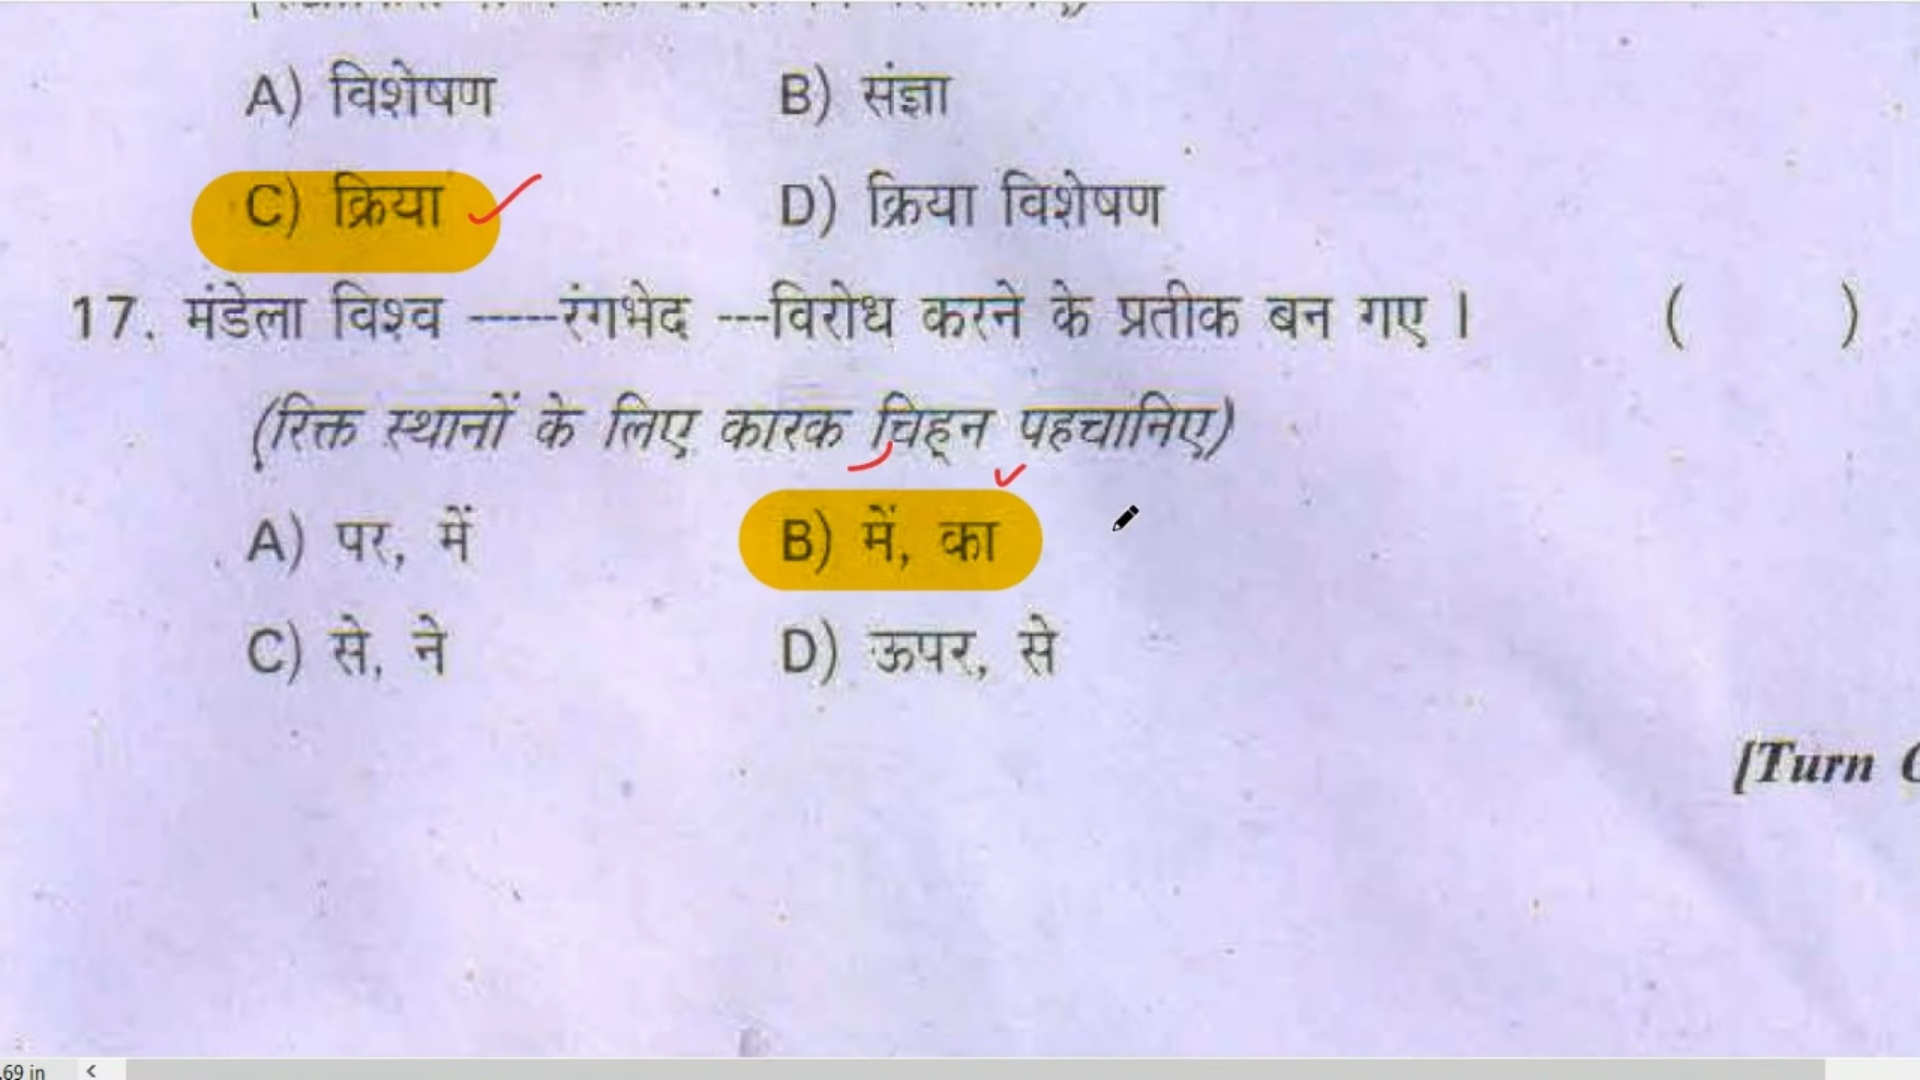 A) विशेषण B) संज्ञा
C) क्रिया D) क्रिया विशेषण
17. मंडेला विश्व -----रंगभेद ---विरोध करने के प्रतीक बन गए । ( )
(रिक्त स्थानों के लिए कारक चिह्न पहचानिए)
A) पर, में B) में, का
C) से, ने D) ऊपर, से
[Turn
.69 in